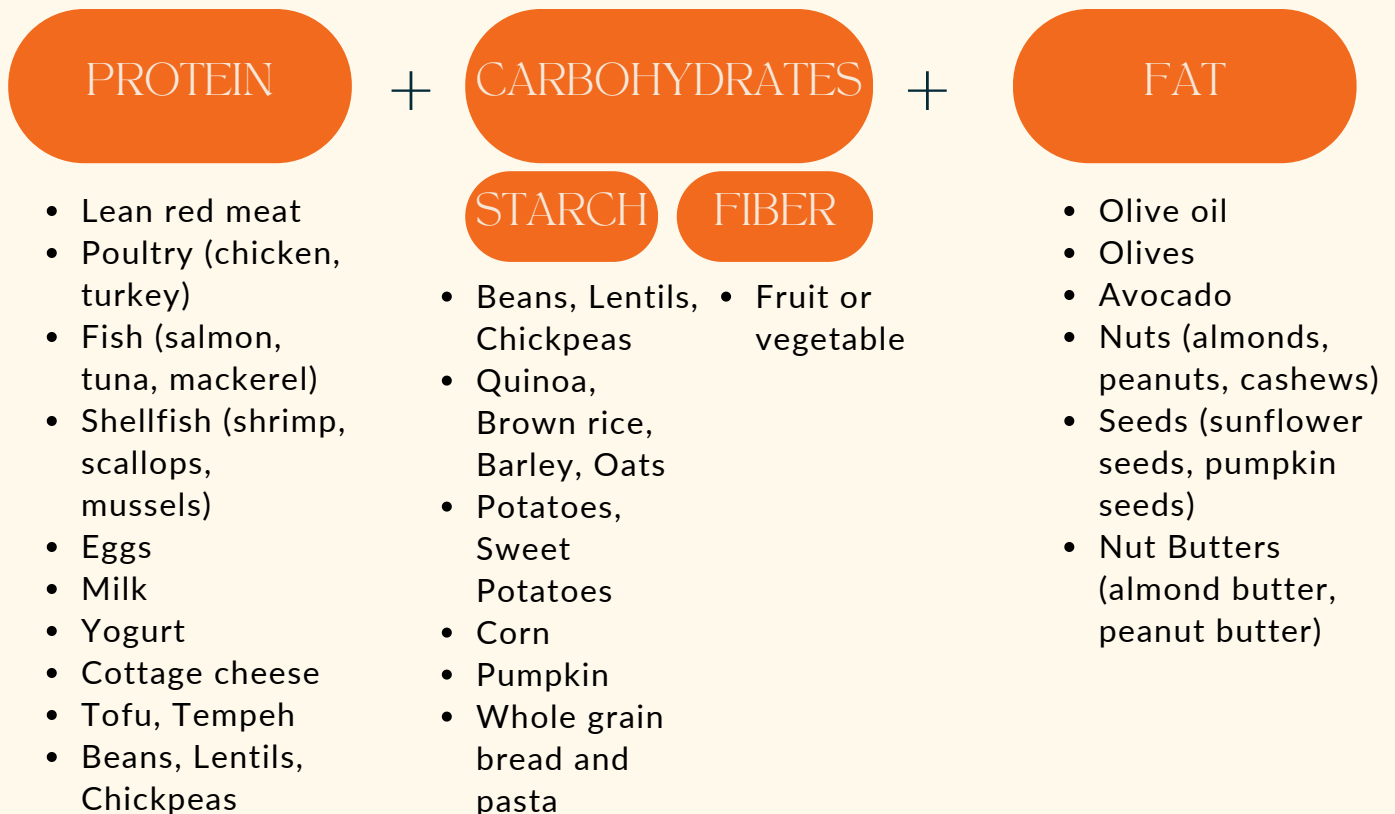 PROTEIN
+
CARBOHYDRATES
+
FAT
• Lean red meat
• Poultry (chicken,
turkey)
• Fish (salmon,
tuna, mackerel)
• Shellfish (shrimp,
scallops,
mussels)
• Eggs
• Milk
• Yogurt
• Cottage cheese
• Tofu, Tempeh
• Beans, Lentils,
Chickpeas
STARCH
• Beans, Lentils,
Chickpeas
• Quinoa,
Brown rice,
Barley, Oats
• Potatoes,
Sweet
Potatoes
• Corn
• Pumpkin
• Whole grain
bread and
pasta
FIBER
• Fruit or
vegetable
• Olive oil
• Olives
• Avocado
• Nuts (almonds,
peanuts, cashews)
• Seeds (sunflower
seeds, pumpkin
seeds)
• Nut Butters
(almond butter,
peanut butter)